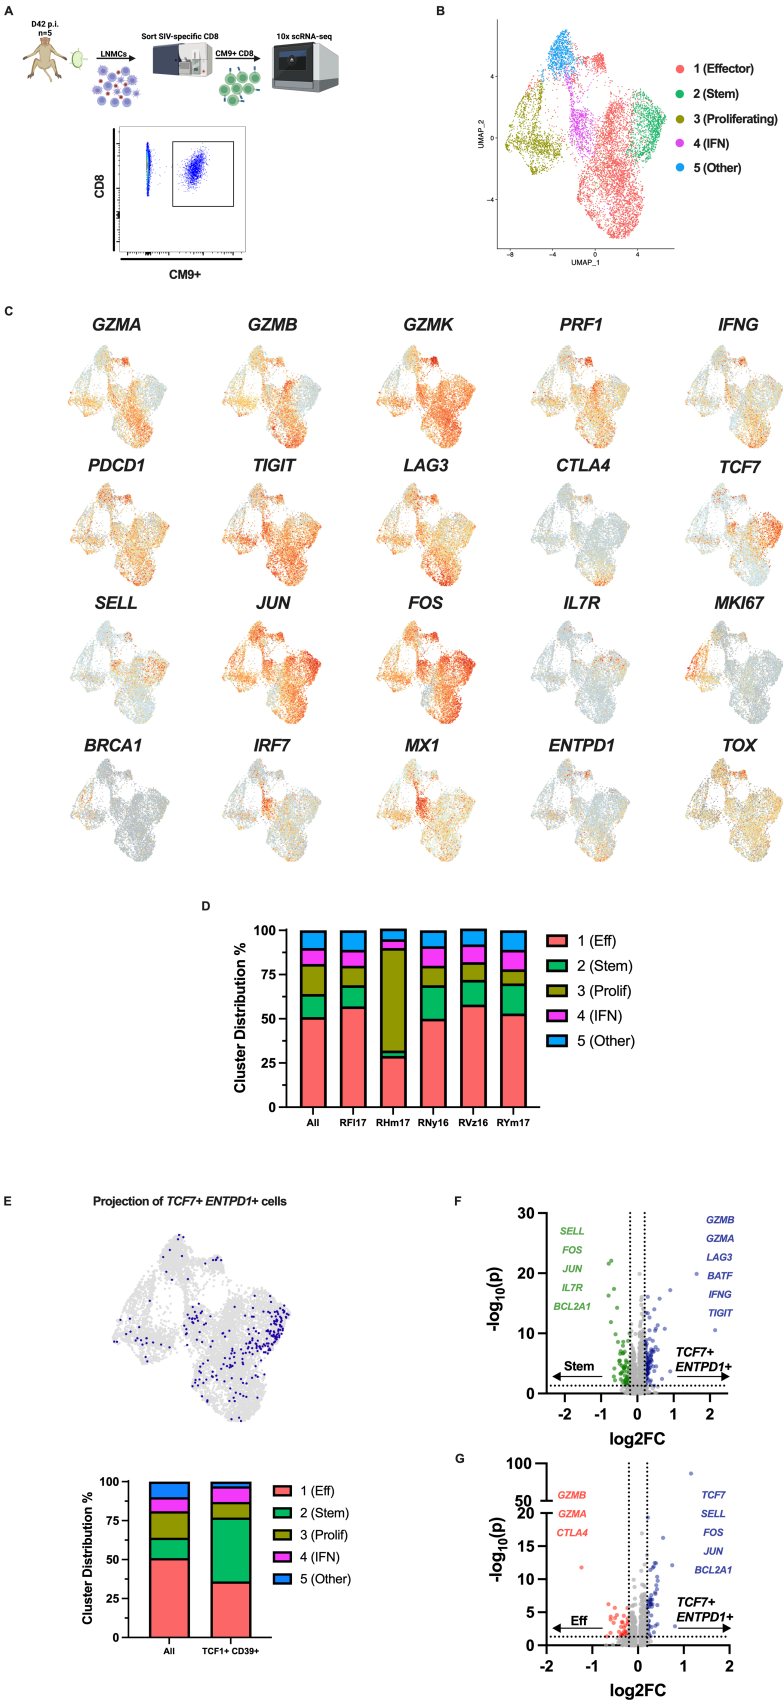 A
D42 p.i.
n=5
LNMCs
Sort SIV-specific CD8
CM9+ CD8
10x scRNA-seq
CD8
CM9+
B
UMAP_2
4
0
−4
−8
−4
0
4
UMAP_1
1 (Effector)
2 (Stem)
3 (Proliferating)
4 (IFN)
5 (Other)
C
GZMA
GZMB
GZMK
PRF1
IFNG
PDCD1
TIGIT
LAG3
CTLA4
TCF7
SELL
JUN
FOS
IL7R
MKI67
BRCA1
IRF7
MX1
ENTPD1
TOX
D
Cluster Distribution %
100
75
50
25
0
All
RFl17
RHm17
RNy16
RVz16
RYm17
1 (Eff)
2 (Stem)
3 (Prolif)
4 (IFN)
5 (Other)
E
Projection of TCF7+ ENTPD1+ cells
Cluster Distribution %
100
75
50
25
0
All
TCF1+ CD39+
1 (Eff)
2 (Stem)
3 (Prolif)
4 (IFN)
5 (Other)
F
-log10(p)
30
20
10
0
SELL
FOS
JUN
IL7R
BCL2A1
GZMB
GZMA
LAG3
BATF
IFNG
TIGIT
Stem
TCF7+
ENTPD1+
-2
-1
0
1
2
log2FC
G
-log10(p)
100
50
20
15
10
5
0
GZMB
GZMA
CTLA4
TCF7
SELL
FOS
JUN
BCL2A1
Eff
TCF7+
ENTPD1+
-2
-1
0
1
2
log2FC